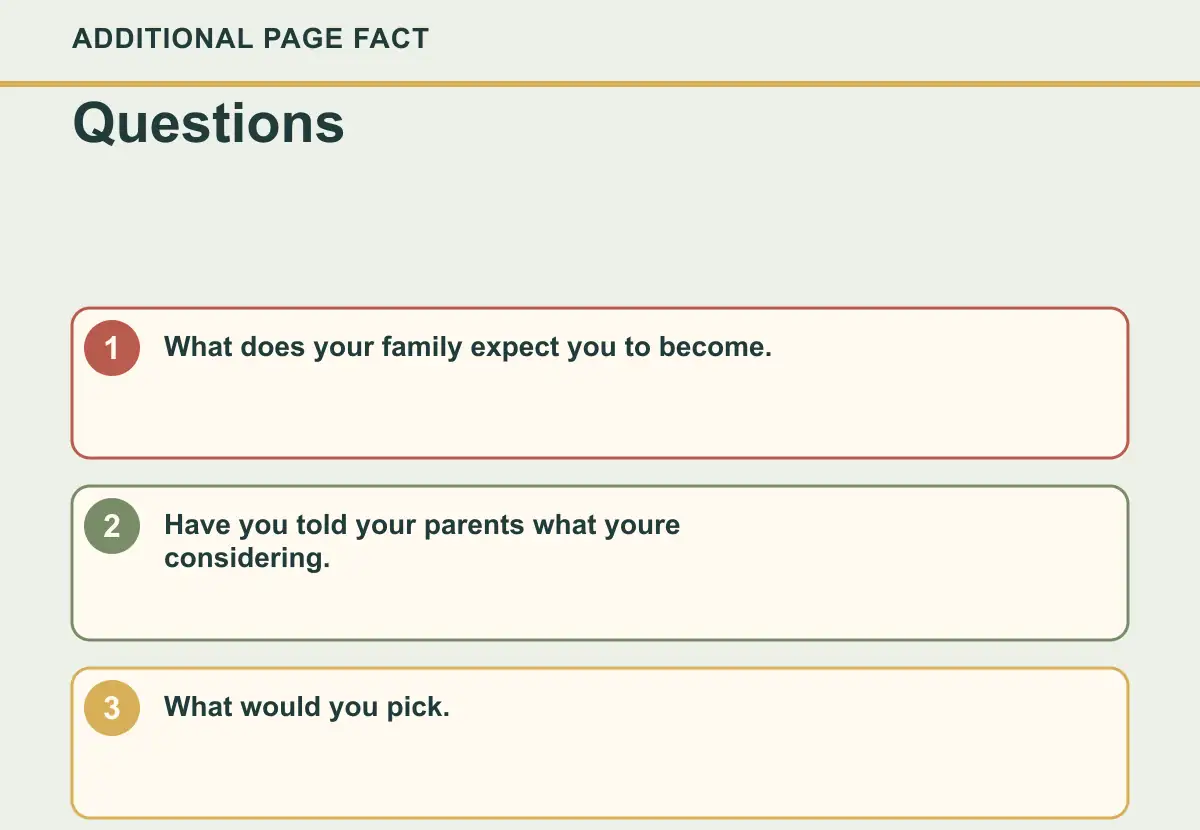 ADDITIONAL PAGE FACT
Questions
1
What does your family expect you to become.
2
Have you told your parents what youre
considering.
3
What would you pick.